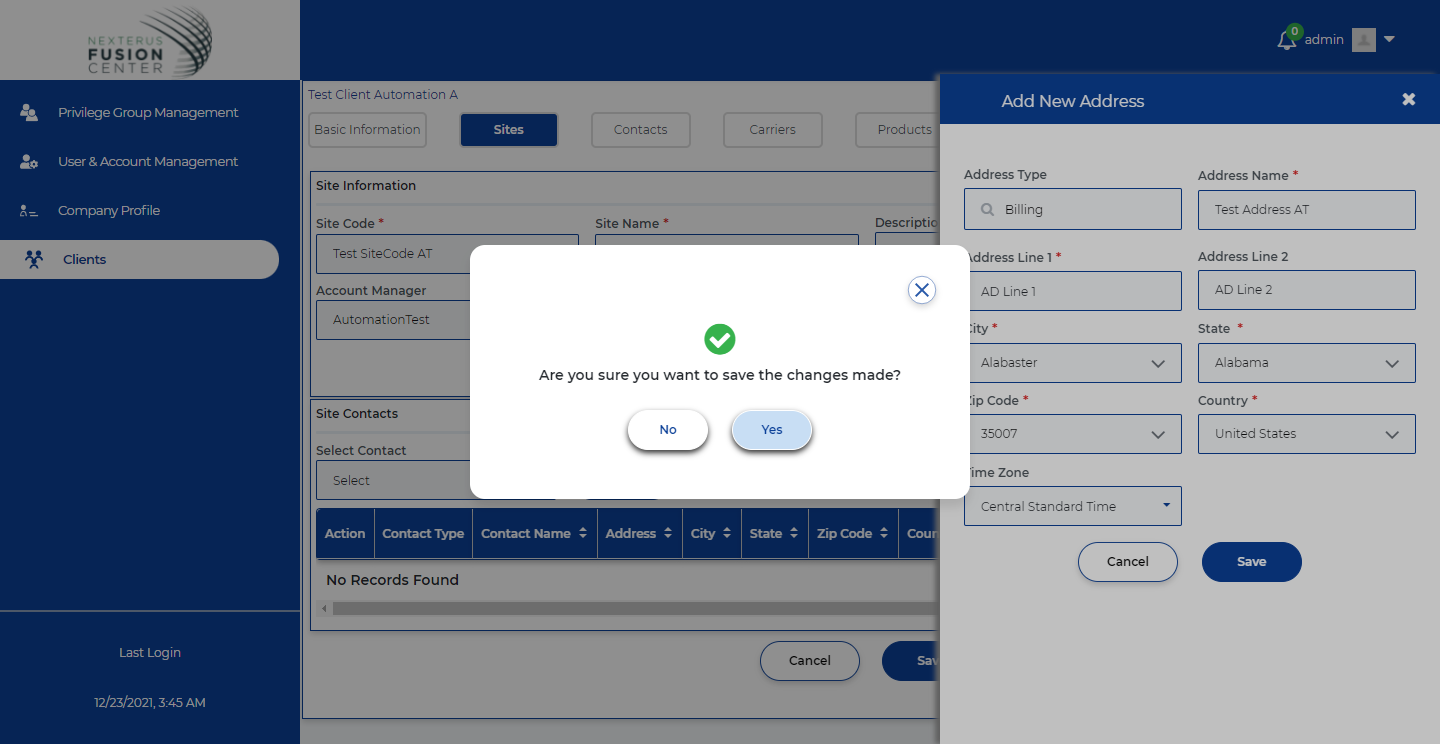 NEXTERUS
FUSION
CENTER
0
admin
Privilege Group Management
User & Account Management
Company Profile
Clients
Last Login
12/23/2021, 3:45 AM
Test Client Automation A
Basic Information
Sites
Contacts
Carriers
Products
Site Information
Site Code *
Site Name *
Descriptio
Test SiteCode AT
Account Manager
AutomationTest
Site Contacts
Select Contact
Select
Action
Contact Type
Contact Name
Address
City
State
Zip Code
Coun
No Records Found
Cancel
Sav
Are you sure you want to save the changes made?
No
Yes
Add New Address
Address Type
Address Name *
Billing
Test Address AT
Address Line 1 *
Address Line 2
AD Line 1
AD Line 2
City *
State *
Alabaster
Alabama
Zip Code *
Country *
35007
United States
Time Zone
Central Standard Time
Cancel
Save